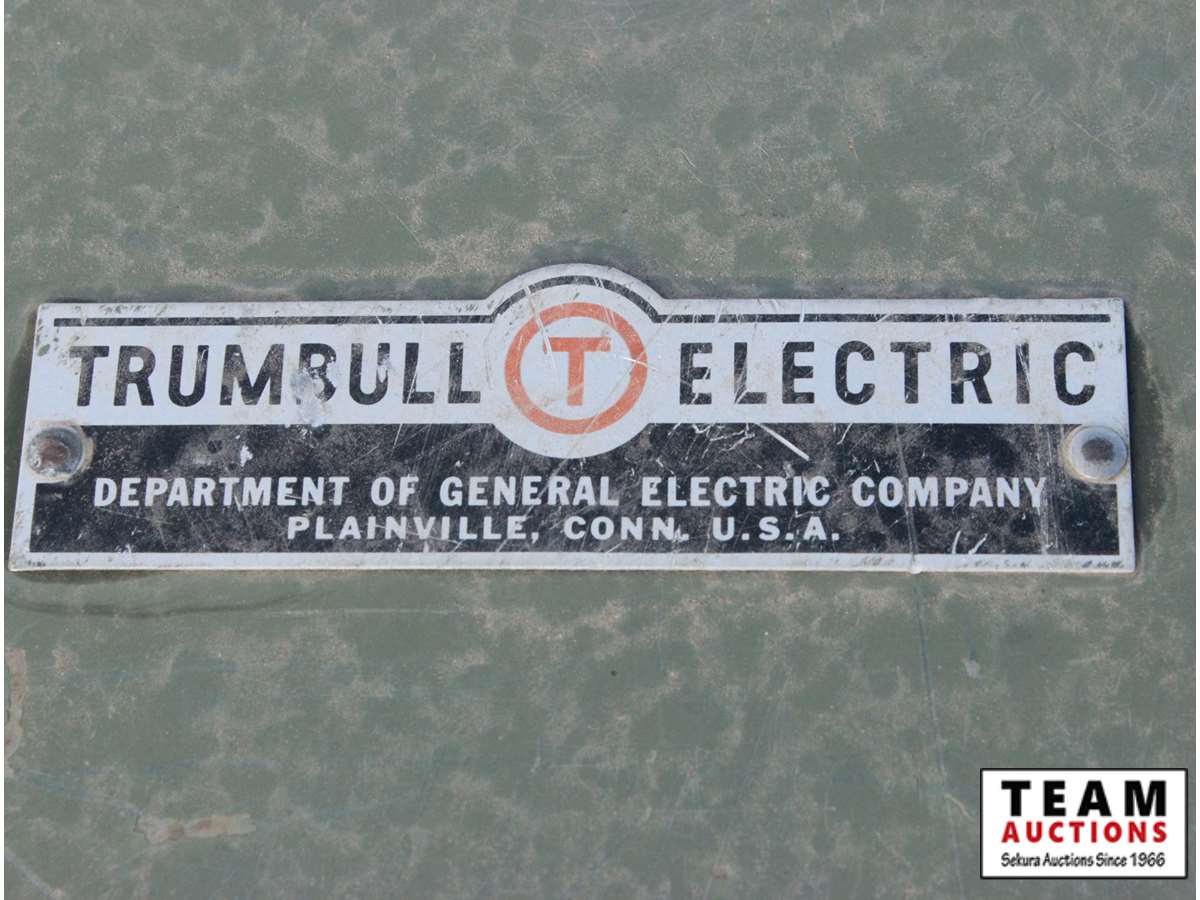 TRUMBULL T ELECTRIC
DEPARTMENT OF GENERAL ELECTRIC COMPANY
PLAINVILLE, CONN. U.S.A.
TEAM
AUCTIONS
Sekura Auctions Since 1966